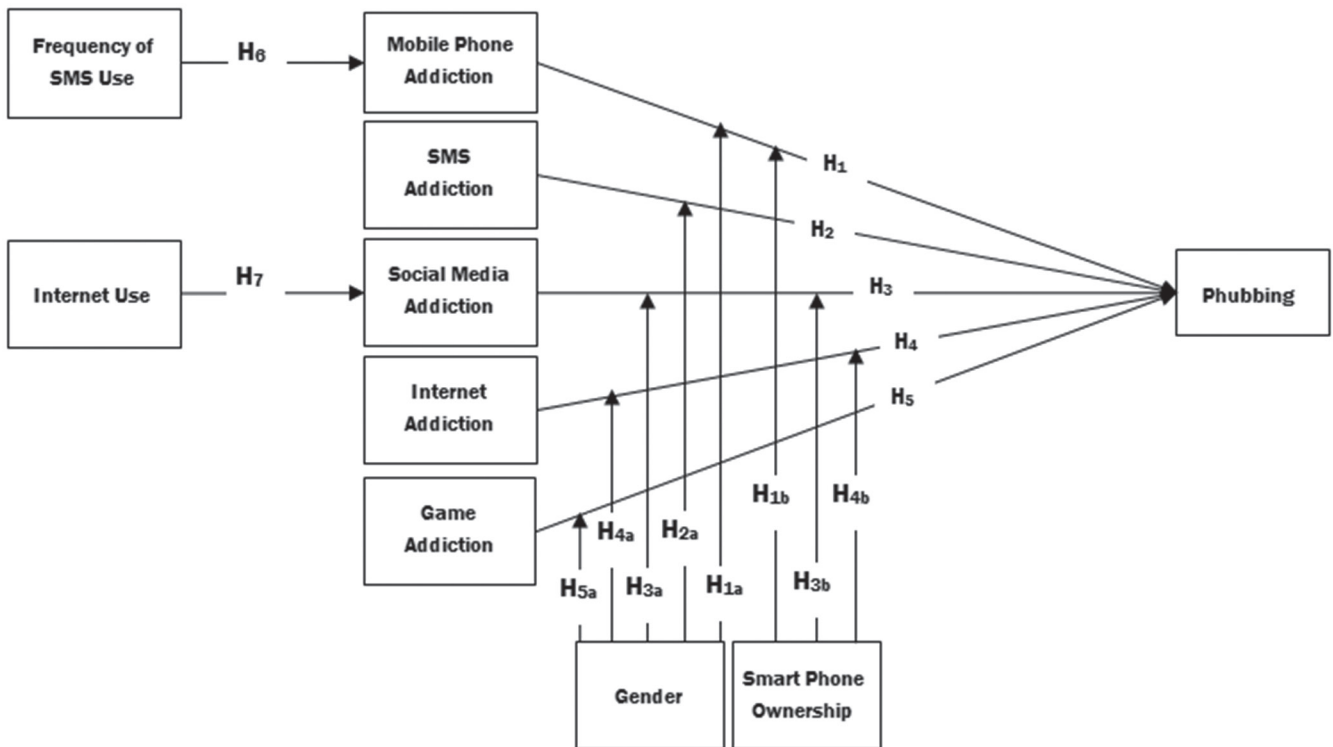 Frequency of
SMS Use
H6
Mobile Phone
Addiction
SMS
Addiction
H1
H2
Internet Use
H7
Social Media
Addiction
H3
Phubbing
Internet
Addiction
H4
H5
Game
Addiction
H1b
H4b
H4a
H2a
H5a
H3a
H1a
H3b
Gender
Smart Phone
Ownership